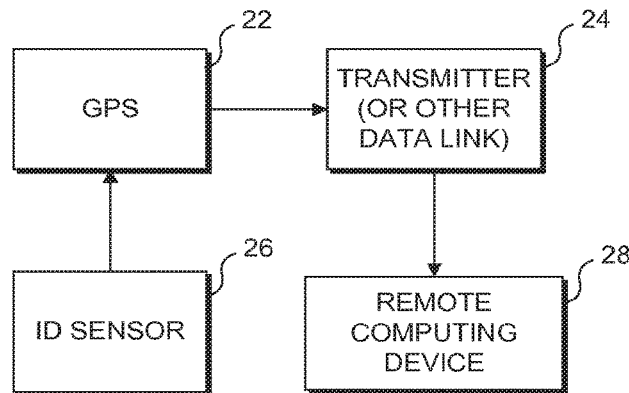 22
GPS
24
TRANSMITTER
(OR OTHER
DATA LINK)
26
ID SENSOR
28
REMOTE
COMPUTING
DEVICE